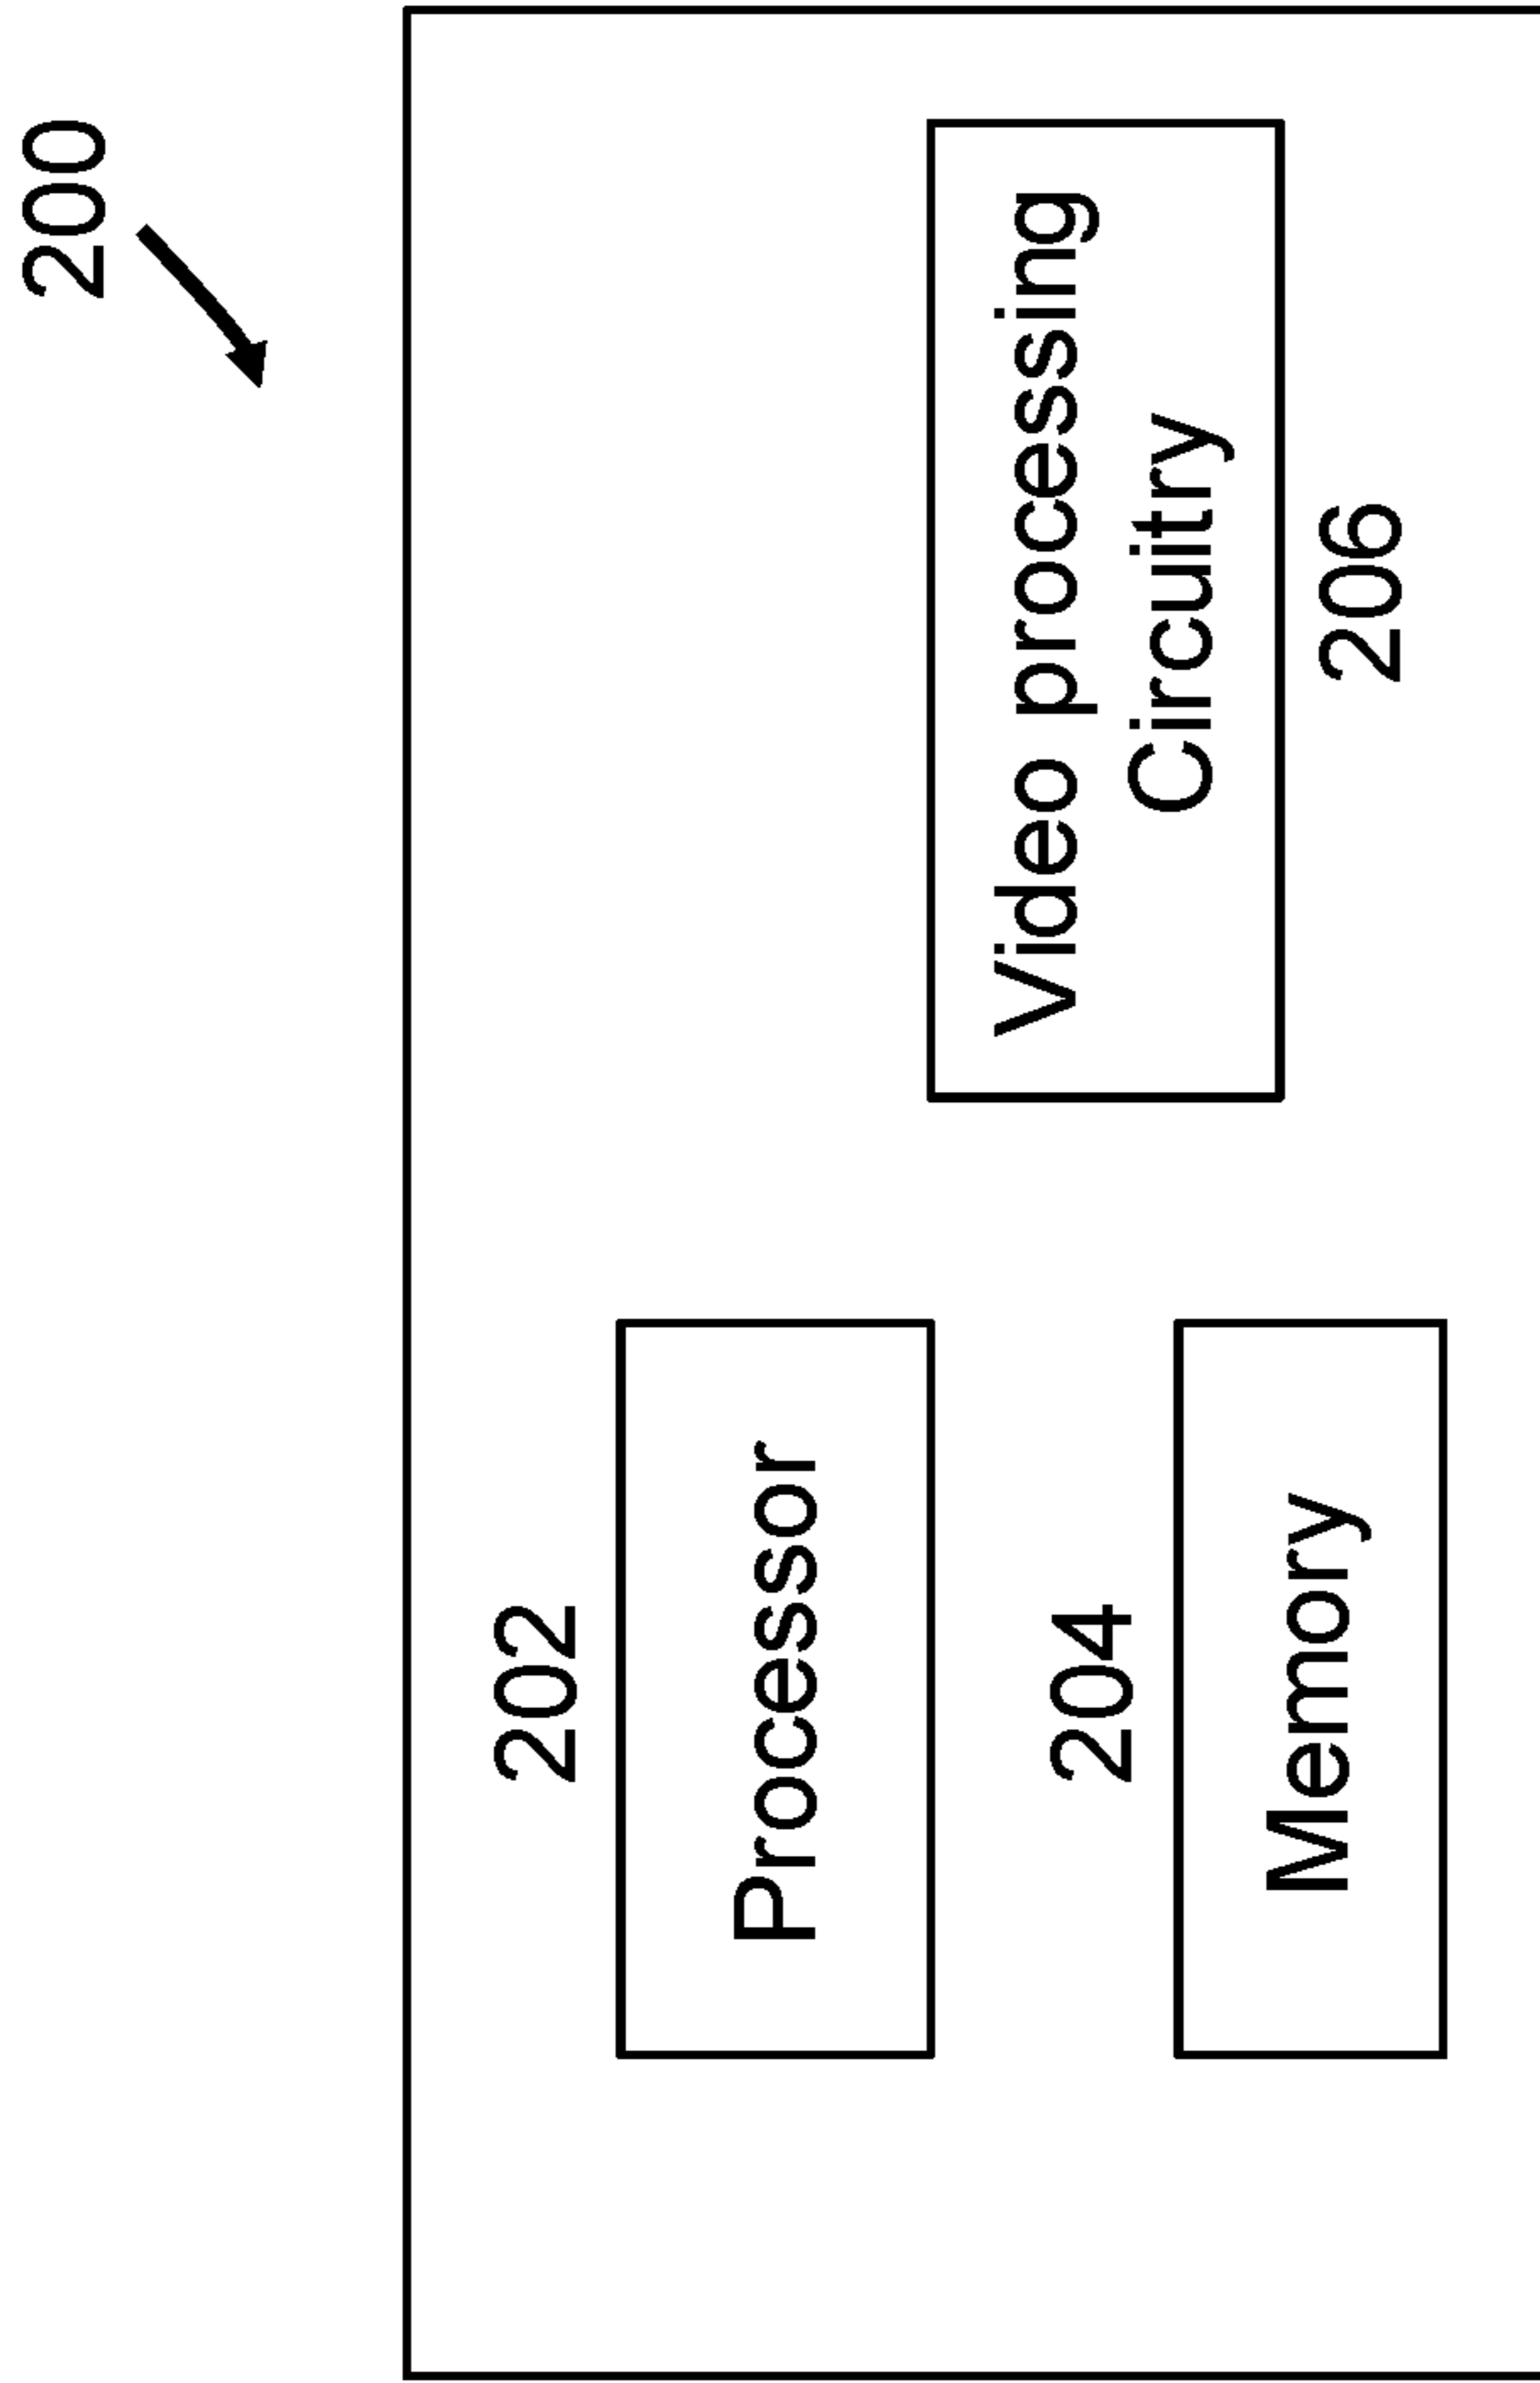 200
202
Processor
204
Memory
Video processing
Circuitry
206